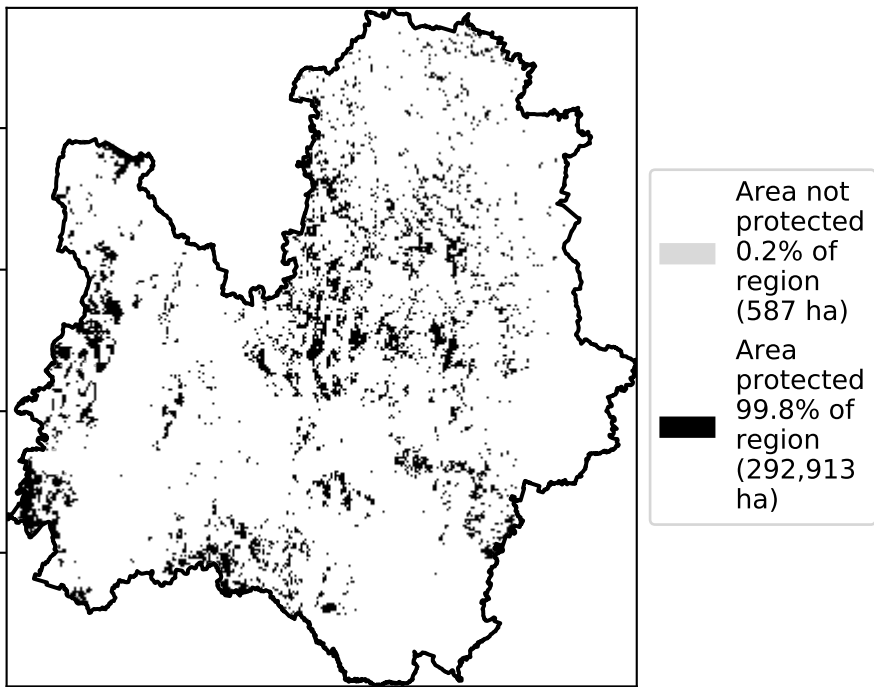 Area not
protected
0.2% of
region
(587 ha)
Area
protected
99.8% of
region
(292,913
ha)